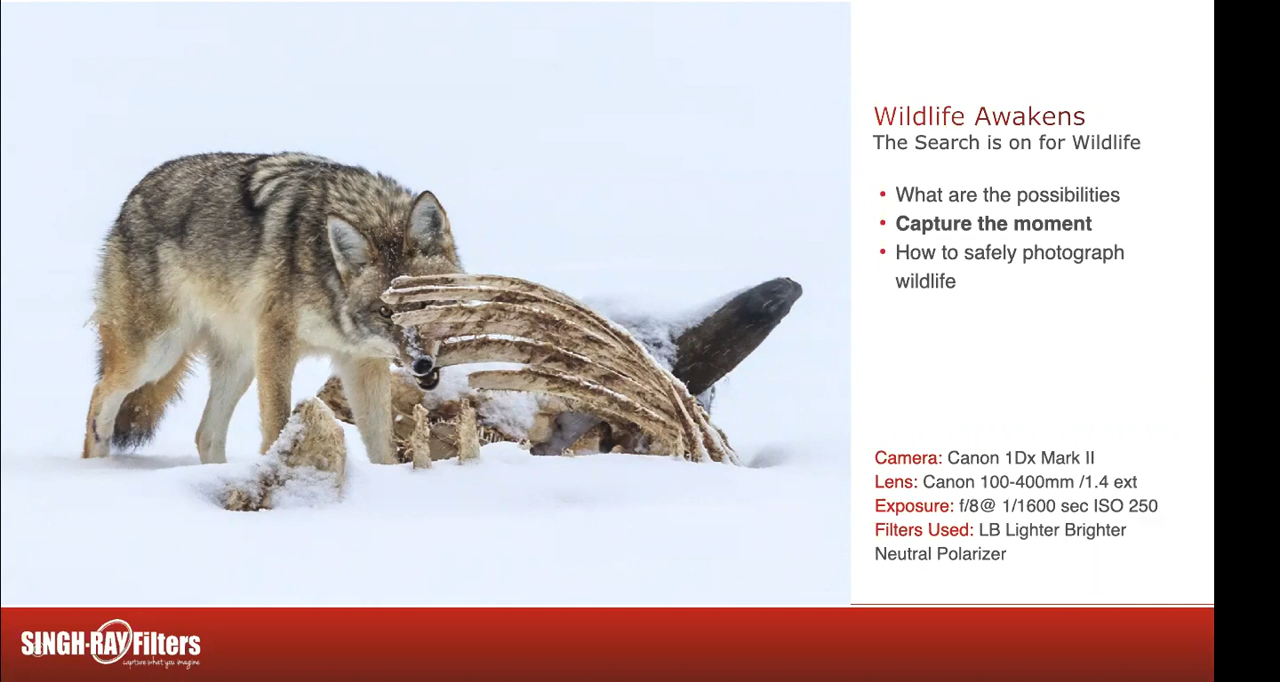 Wildlife Awakens
The Search is on for Wildlife
• What are the possibilities
• Capture the moment
• How to safely photograph
wildlife
Camera: Canon 1Dx Mark II
Lens: Canon 100-400mm /1.4 ext
Exposure: f/8@ 1/1600 sec ISO 250
Filters Used: LB Lighter Brighter
Neutral Polarizer
SINGH-RAY Filters
capture what you imagine